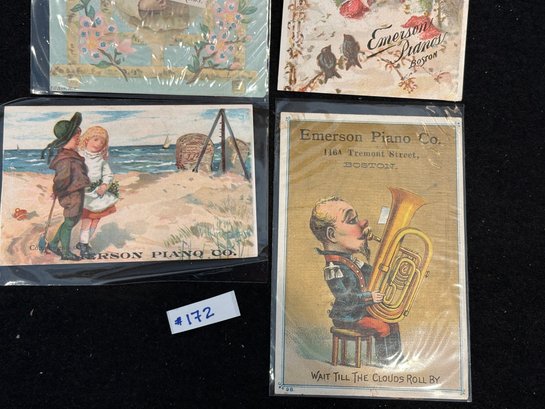 Emerson
Pianos
BOSTON
Emerson Piano Co.
116A Tremont Street,
BOSTON.
WAIT TILL THE CLOUDS ROLL BY
EMERSON PIANO CO.
#172